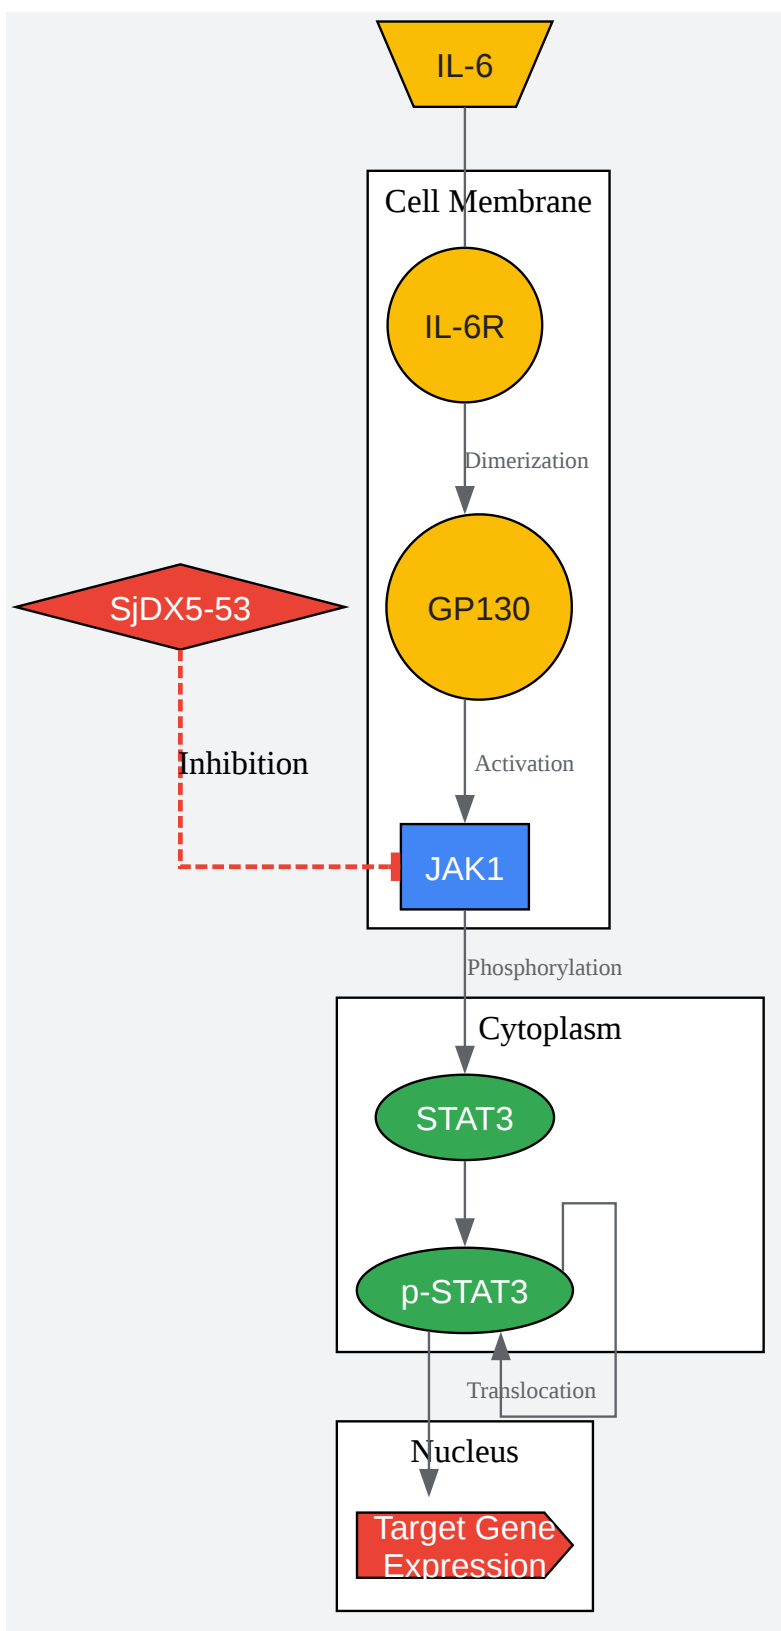 IL-6
Cell Membrane
IL-6R
Dimerization
SjDX5-53
GP130
Inhibition
Activation
JAK1
Phosphorylation
Cytoplasm
STAT3
p-STAT3
Translocation
Nucleus
Target Gene
Expression